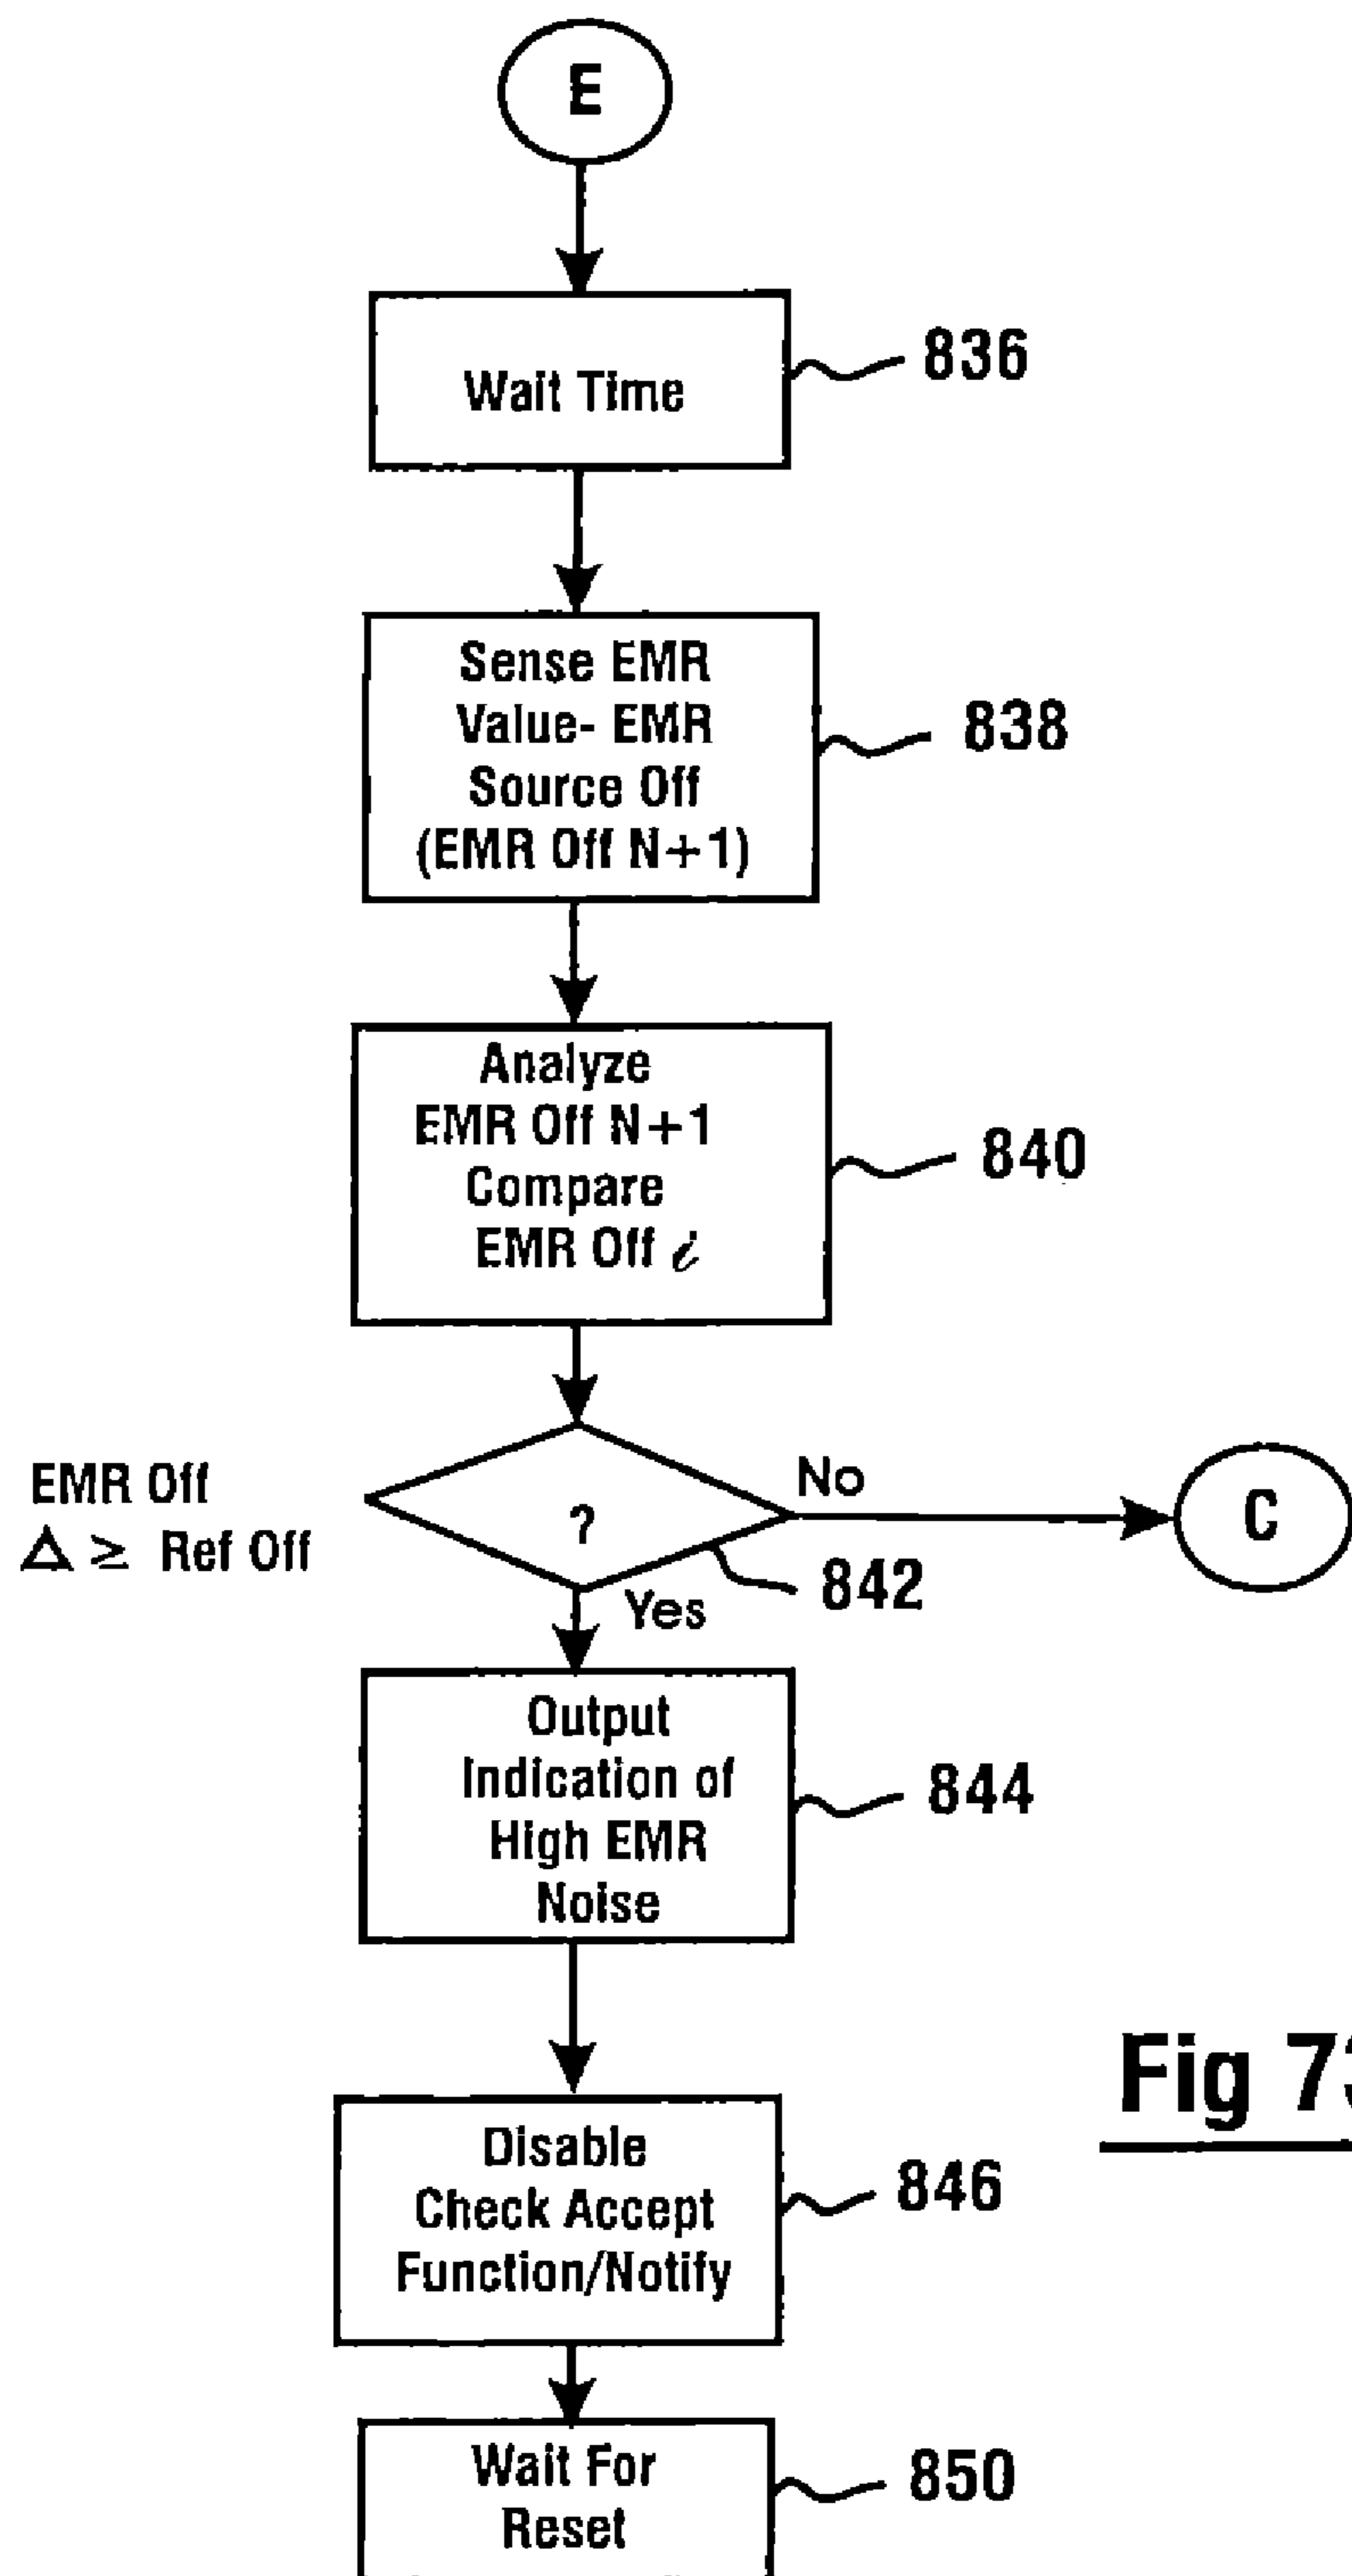 E
Wait Time
836
Sense EMR
Value- EMR
Source Off
(EMR Off N+1)
838
Analyze
EMR Off N+1
Compare
EMR Off i
840
EMR Off
Δ ≥ Ref Off
?
No
C
842
Yes
Output
Indication of
High EMR
Noise
844
Disable
Check Accept
Function/Notify
846
Fig 73
Wait For
Reset
850